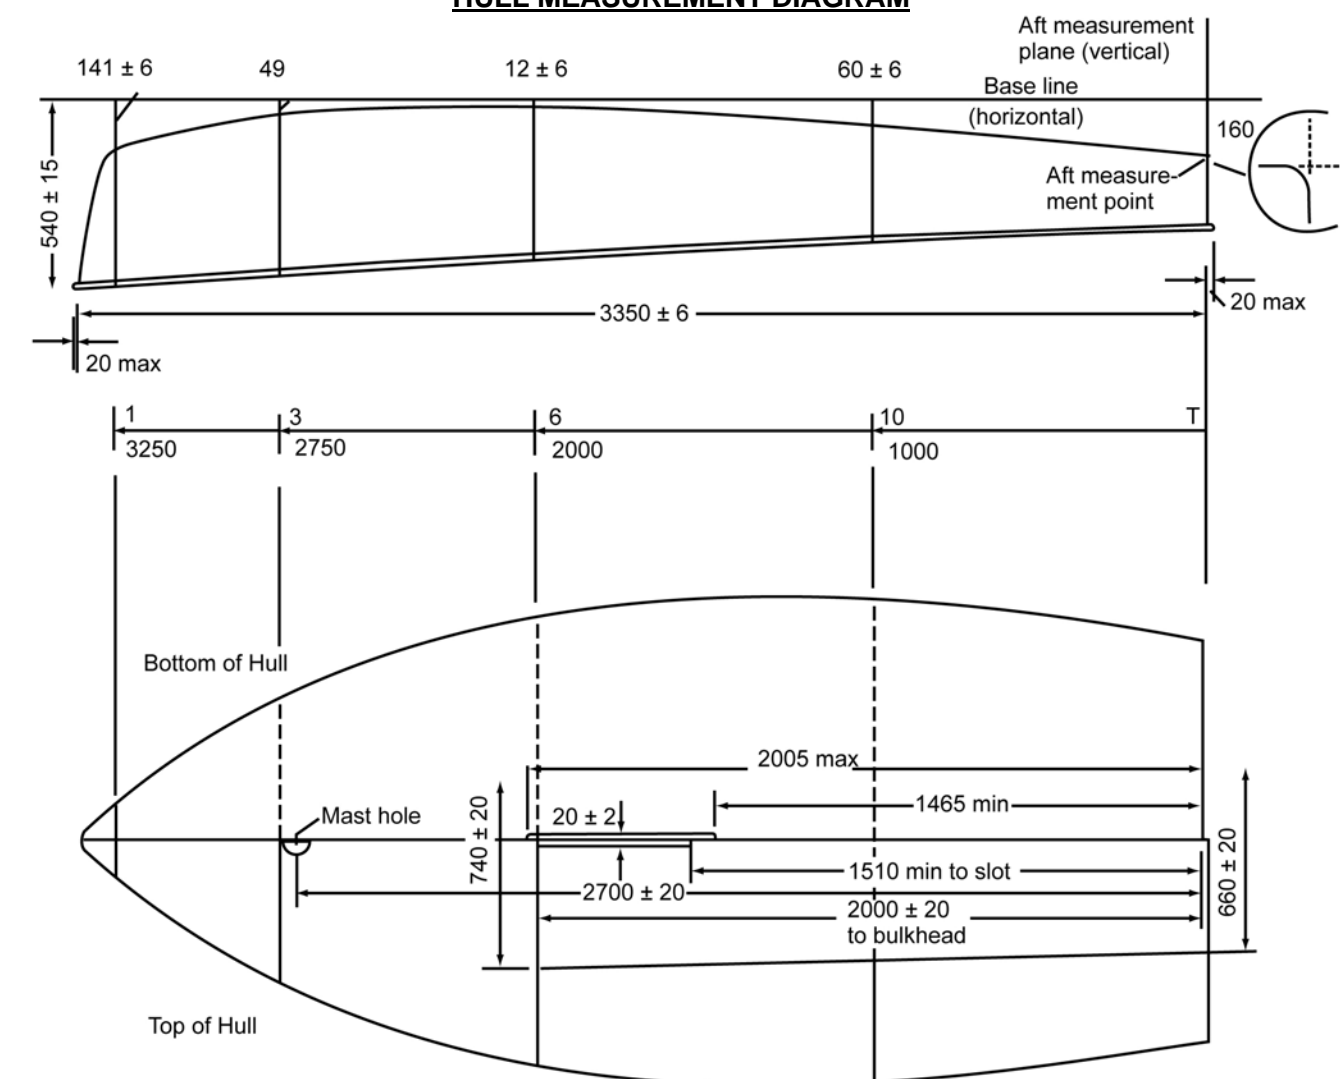 HULL MEASUREMENT DIAGRAM
Aft measurement
plane (vertical)
141 ± 6
49
12 ± 6
60 ± 6
Base line
(horizontal)
160
540 ± 15
Aft measure-
ment point
20 max
3350 ± 6
20 max
1
3
6
10
T
3250
2750
2000
1000
Bottom of Hull
2005 max
1465 min
20 ± 2
Mast hole
740 ± 20
660 ± 20
1510 min to slot
2700 ± 20
2000 ± 20
to bulkhead
Top of Hull